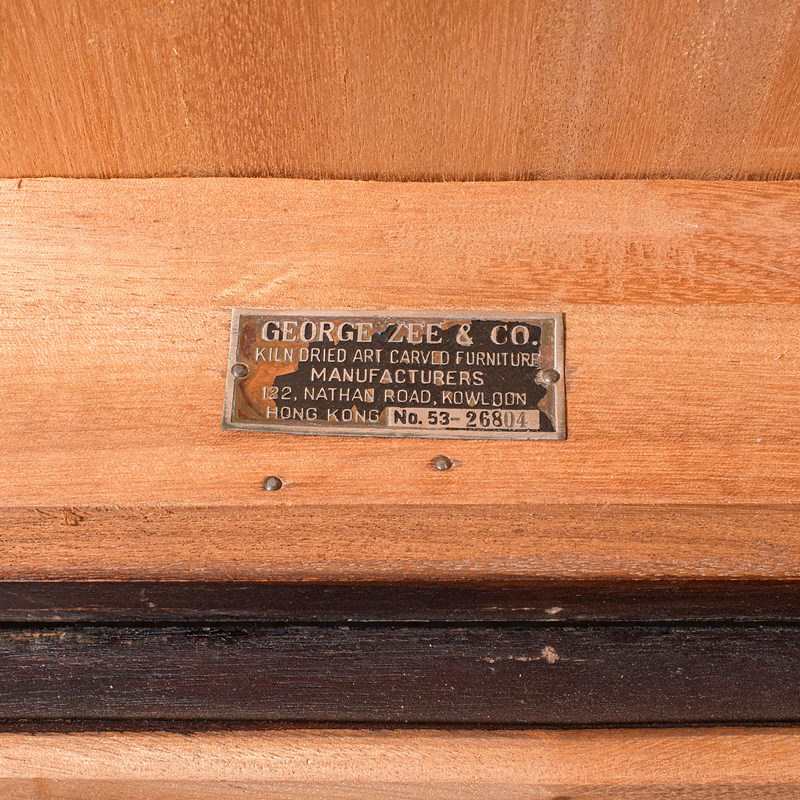 GEORGE ZEE & CO.
KILN DRIED ART CARVED FURNITURE
MANUFACTURERS
122, NATHAN ROAD, KOWLOON
HONG KONG No. 53-26804